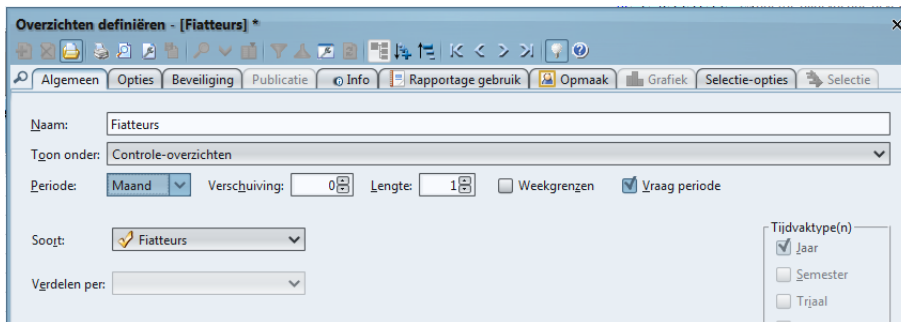 Overzichten definiëren - [Fiatteurs] *
Algemeen Opties Beveiliging Publicatie Info Rapportage gebruik Opmaak Grafiek Selectie-opties Selectie
Naam: Fiatteurs
Toon onder: Controle-overzichten
Periode: Maand Verschuiving: 0 Lengte: 1 Weekgrenzen Vraag periode
Tijdvaktype(n)
Soort: Fiatteurs
Jaar
Verdelen per:
Semester
Trjaal